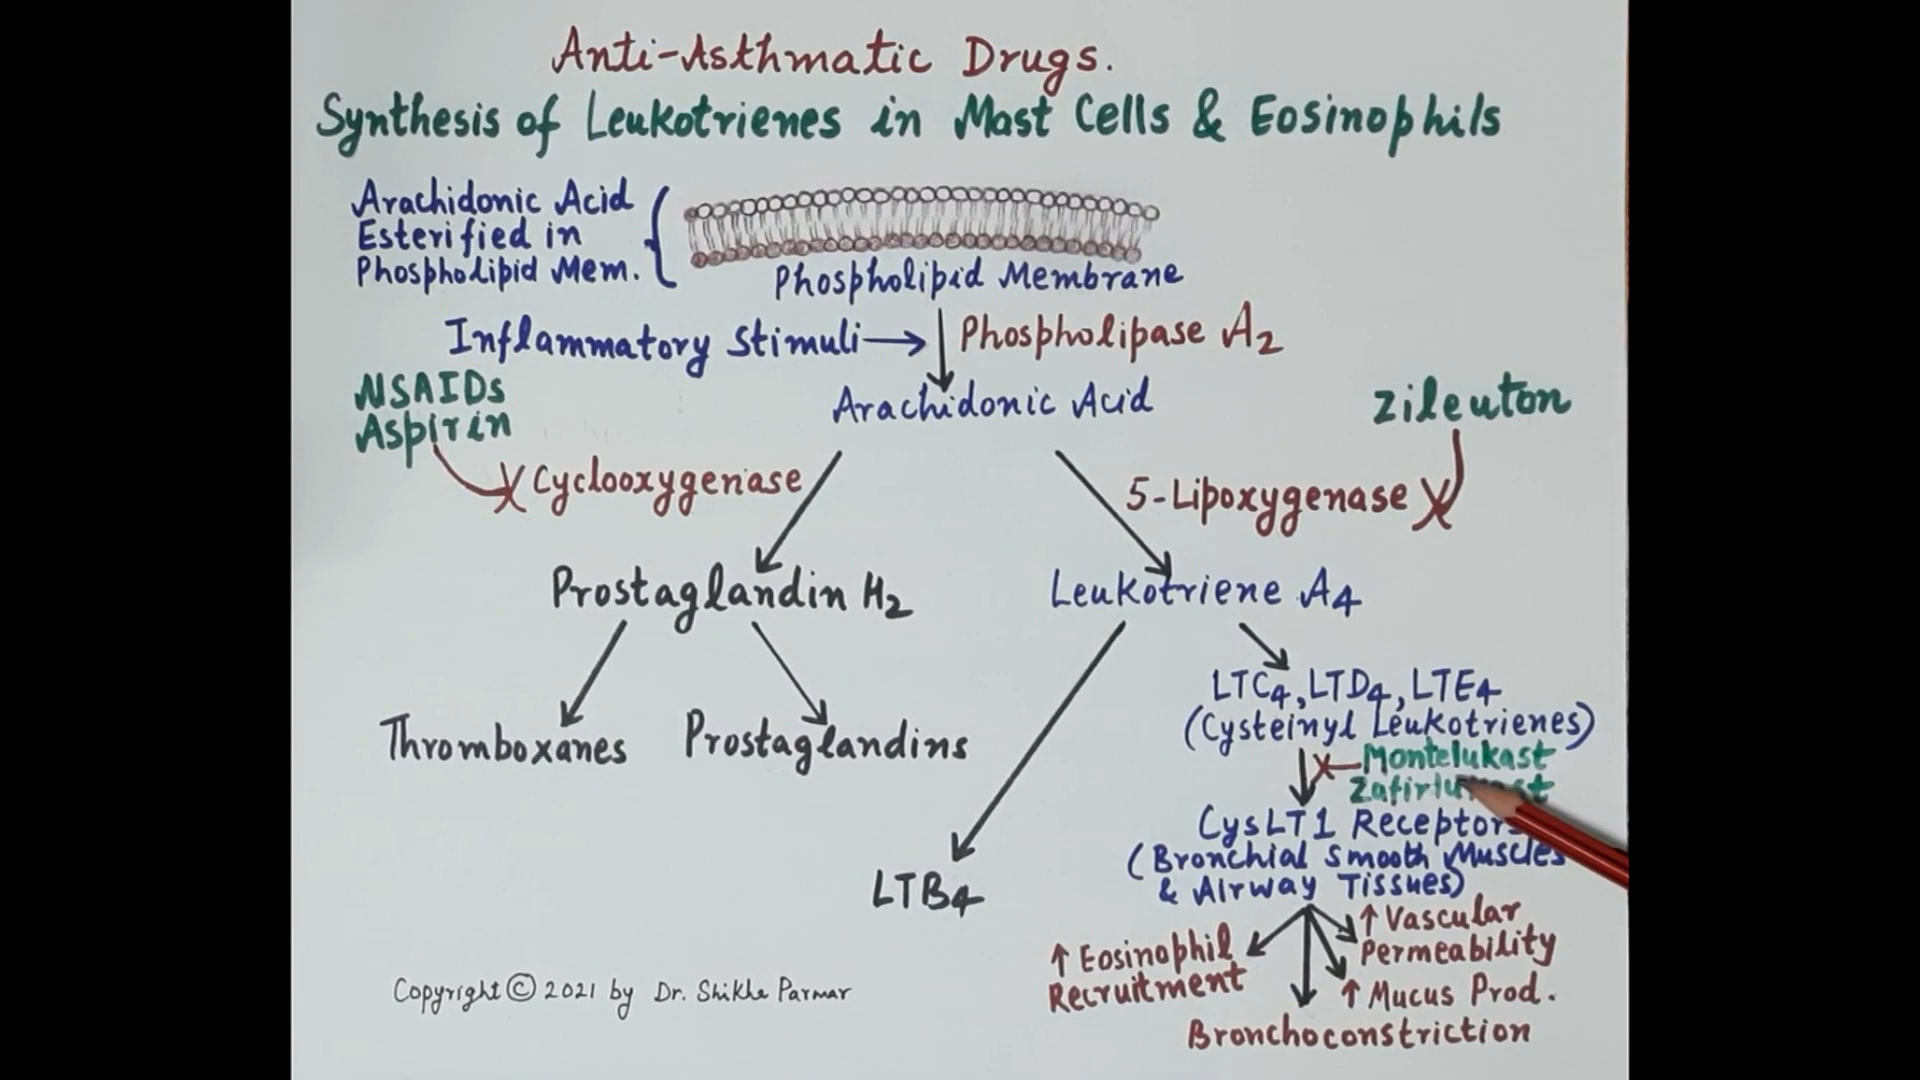 Anti-Asthmatic Drugs.
Synthesis of Leukotrienes in Mast Cells & Eosinophils
Arachidonic Acid
Esterified in
Phospholipid Mem.
Phospholipid Membrane
Inflammatory Stimuli
Phospholipase A2
NSAIDs
Aspirin
Arachidonic Acid
Zileuton
Cyclooxygenase
5-Lipoxygenase
Prostaglandin H2
Leukotriene A4
LTC4, LTD4, LTE4
(Cysteinyl Leukotrienes)
Thromboxanes
Prostaglandins
Montelukast
CysLT1 Receptors
(Bronchial Smooth Muscles
& Airway Tissues)
LTB4
↑ Vascular
Permeability
↑ Eosinophil
Recruitment
↑ Mucus Prod.
Bronchoconstriction
Copyright © 2021 by Dr. Shikha Parmar